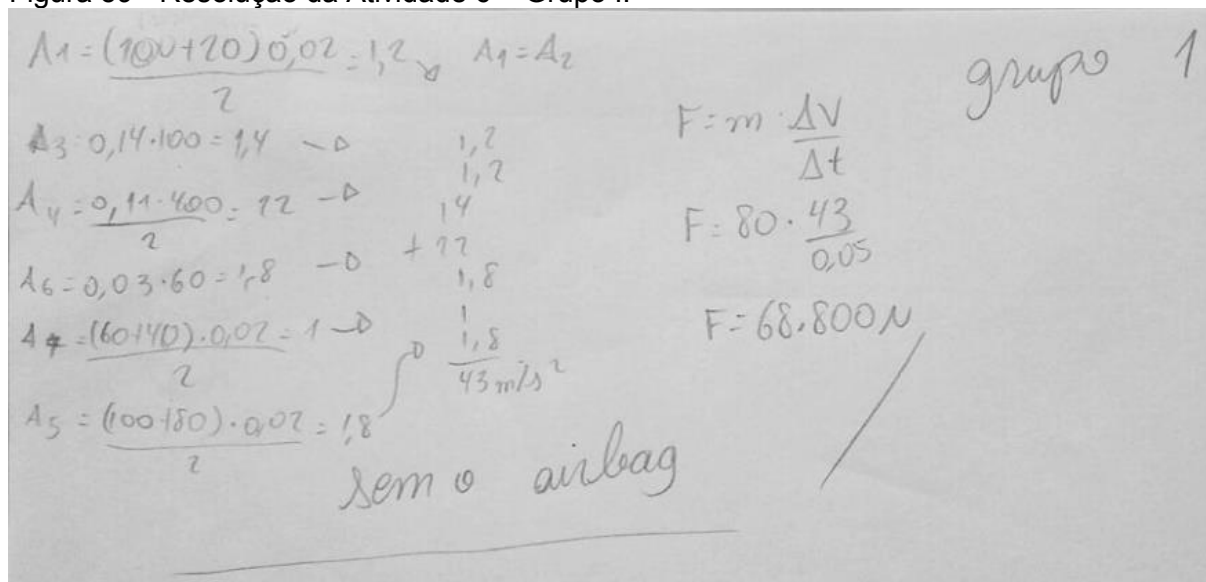 Figura - Resolução da Atividade – Grupo II
grupo 1
A1 = (100+20) 0,02 = 1,2 ↘ A1 = A2
2
A3 = 0,14·100 = 1,4 →
A4 = 0,11·400 = 22 →
2
A6 = 0,03·60 = 1,8 →
A7 = (60+40)·0,02 = 1 →
2
A5 = (100+80)·0,02 = 1,8
2
1,2
1,2
14
+ 22
1,8
1
1,8
43 m/s²
F = m · ΔV
Δt
F = 80 · 43
0,05
F = 68.800 N
sem o airbag